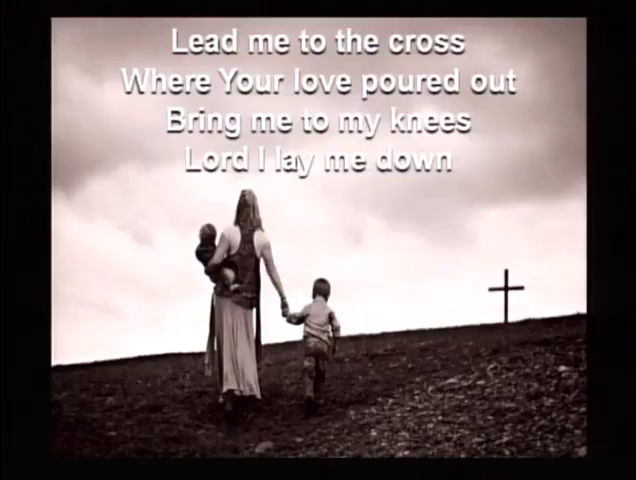 Lead me to the cross
Where Your love poured out
Bring me to my knees
Lord I lay me down